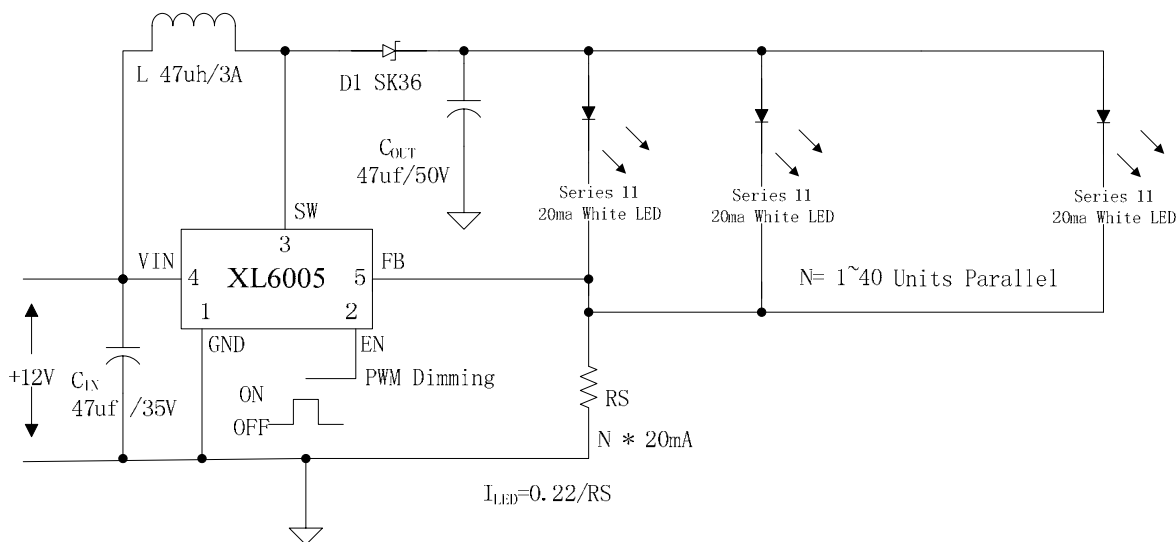 L 47uh/3A
D1 SK36
COUT
47uf/50V
Series 11
20ma White LED
Series 11
20ma White LED
Series 11
20ma White LED
SW
3
VIN
4
XL6005
5
FB
N= 1~40 Units Parallel
1
2
GND
EN
+12V
CIN
47uf /35V
PWM Dimming
ON
OFF
RS
N * 20mA
ILED=0.22/RS